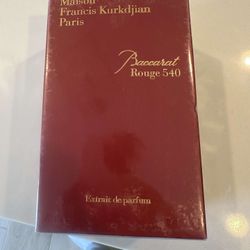 Maison
Francis Kurkdjian
Paris
Baccarat
Rouge 540
Extrait de parfum